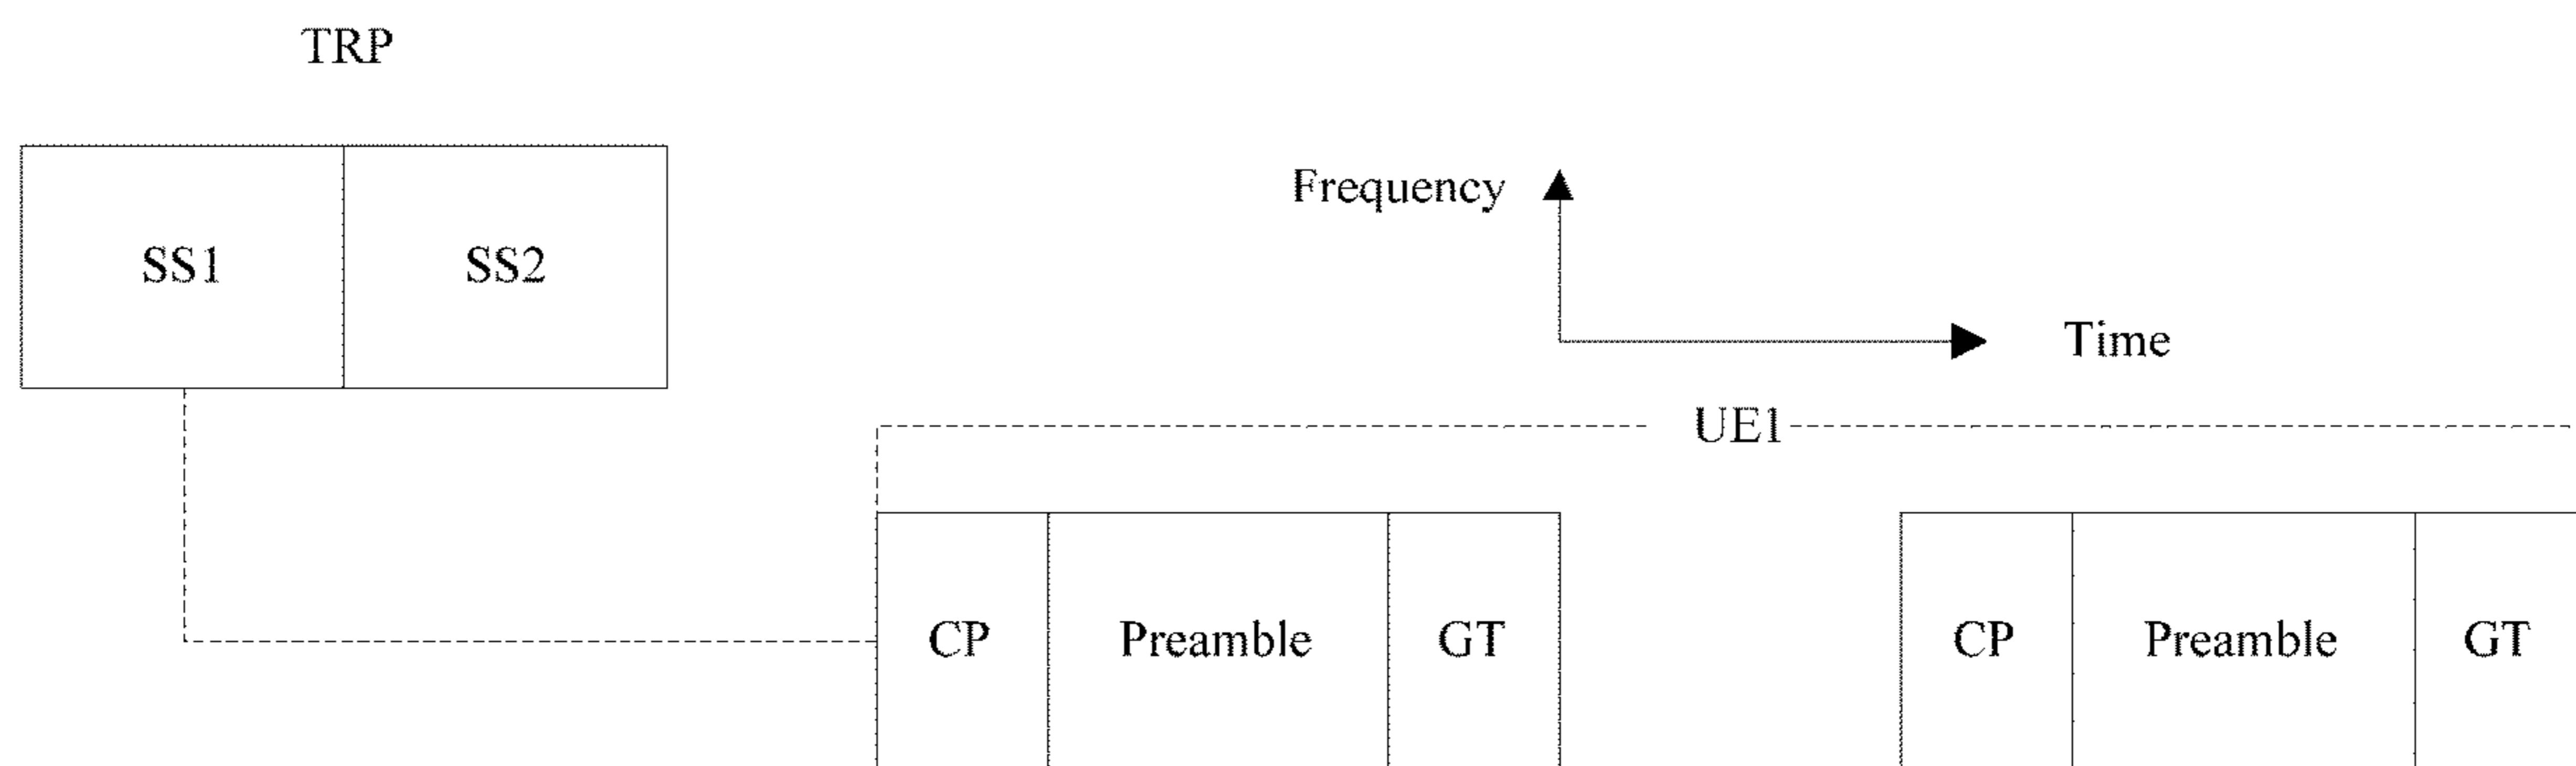 TRP
SS1 SS2
Frequency
Time
UE1
CP Preamble GT CP Preamble GT